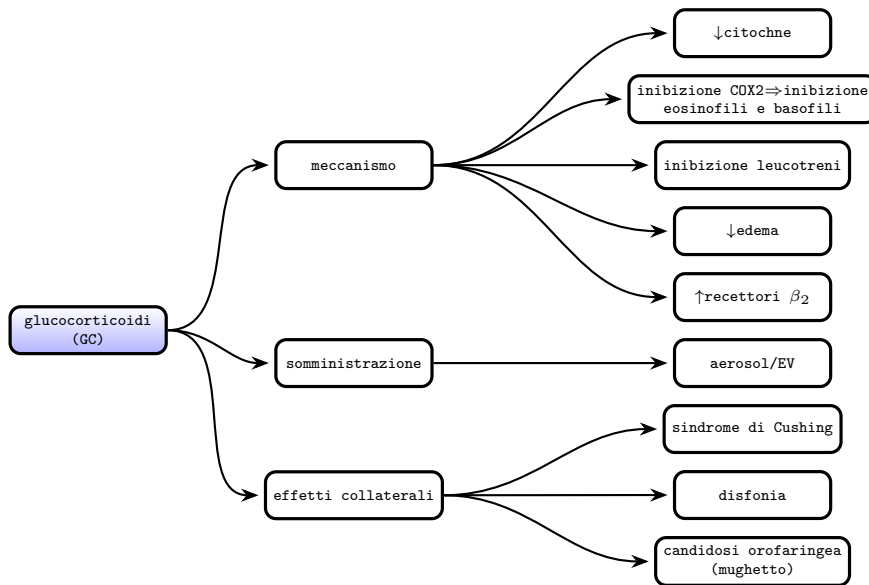 ↓citochne
inibizione COX2⇒inibizione
eosinofili e basofili
meccanismo
inibizione leucotreni
↓edema
↑recettori β₂
glucocorticoidi
(GC)
somministrazione
aerosol/EV
sindrome di Cushing
effetti collaterali
disfonia
candidosi orofaringea
(mughetto)